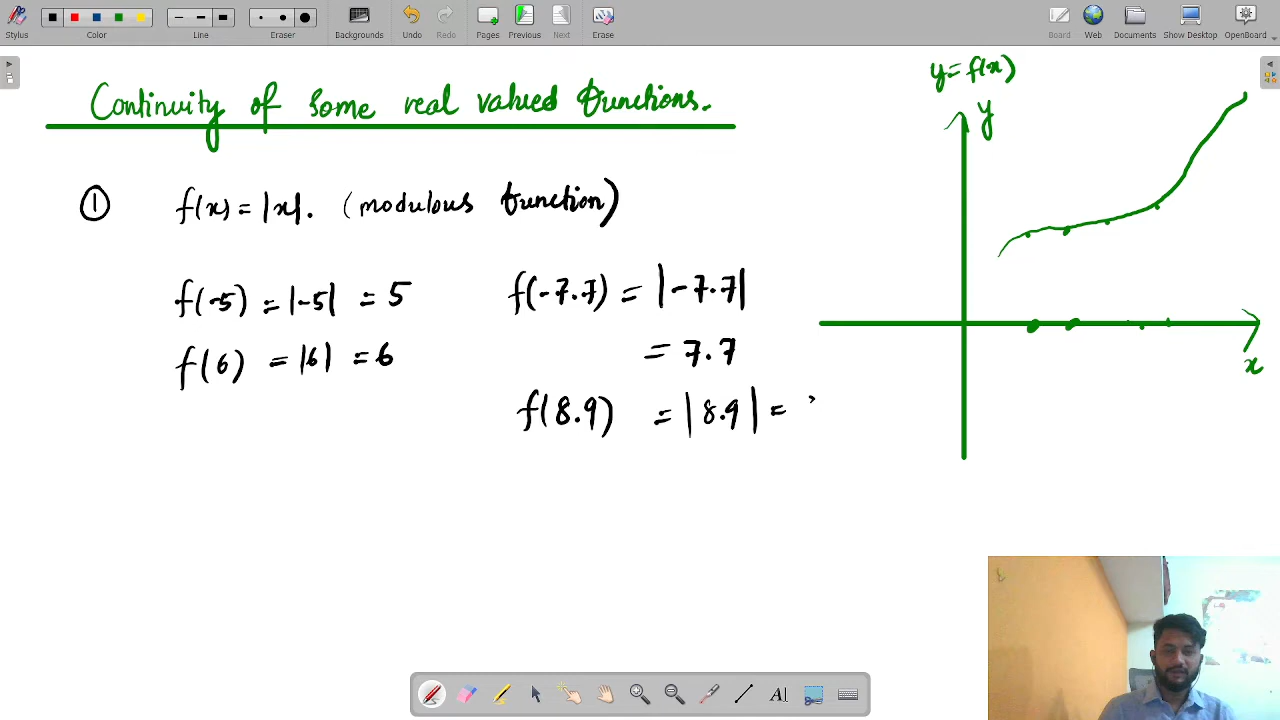 Stylus Color Line Eraser Backgrounds Undo Redo Pages Previous Next Erase Board Web Documents Show Desktop OpenBoard
Continuity of some real valued functions.
① f(x) = |x|. (modulous function)
f(-5) = |-5| = 5
f(6) = |6| = 6
f(-7.7) = |-7.7|
= 7.7
f(8.9) = |8.9| =
y = f(x)
y
x
AI